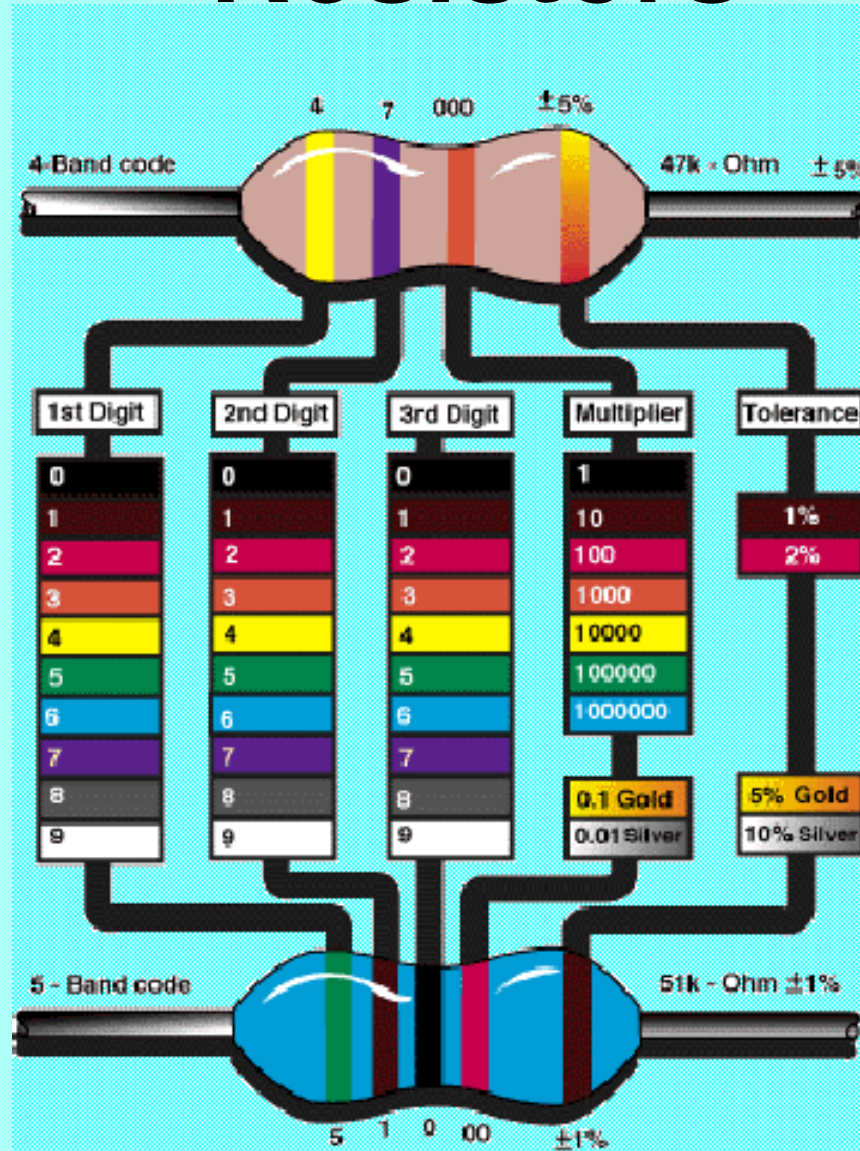 Resistors
4 7 000 ±5%
4-Band code 47k - Ohm ±5%
1st Digit 2nd Digit 3rd Digit Multiplier Tolerance
0 0 0 1
1 1 1 10 1%
2 2 2 100 2%
3 3 3 1000
4 4 4 10000
5 5 5 100000
6 6 6 1000000
7 7 7
8 8 8 0.1 Gold 5% Gold
9 9 9 0.01 Silver 10% Silver
5 - Band code 51k - Ohm ±1%
5 1 0 00 ±1%